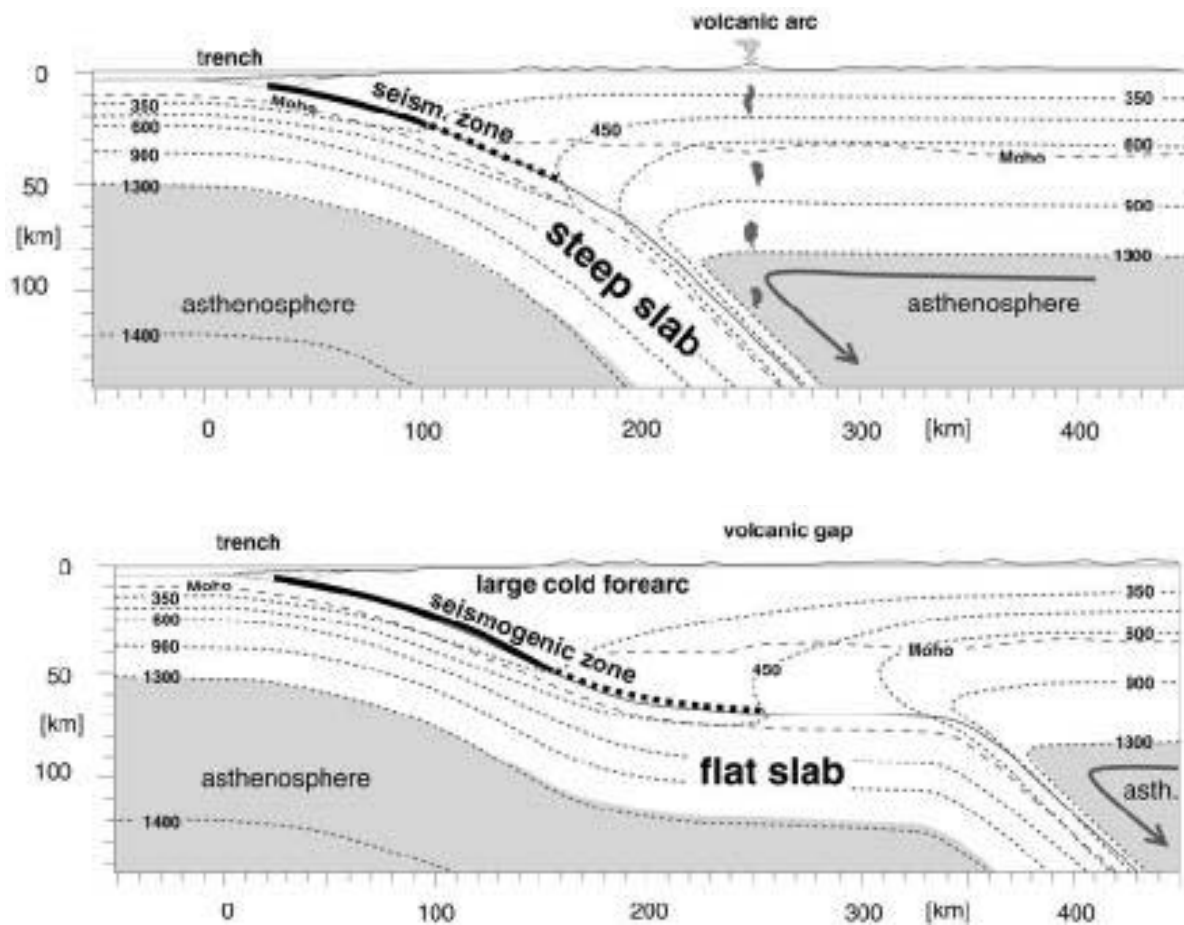 volcanic arc
trench
0
350
Moho
seism. zone
350
600
450
600
Moho
960
50
1300
900
[km]
steep slab
1300
100
asthenosphere
asthenosphere
1400
0
100
200
300
[km]
400
volcanic gap
trench
0
Moho
large cold forearc
350
350
seismogenic zone
600
600
960
Moho
50
450
1300
900
[km]
1300
100
asthenosphere
flat slab
asth.
1400
0
100
200
300
[km]
400